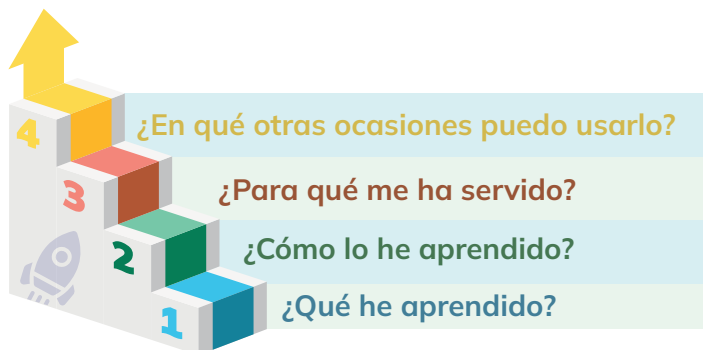 4 ¿En qué otras ocasiones puedo usarlo?
3 ¿Para qué me ha servido?
2 ¿Cómo lo he aprendido?
1 ¿Qué he aprendido?